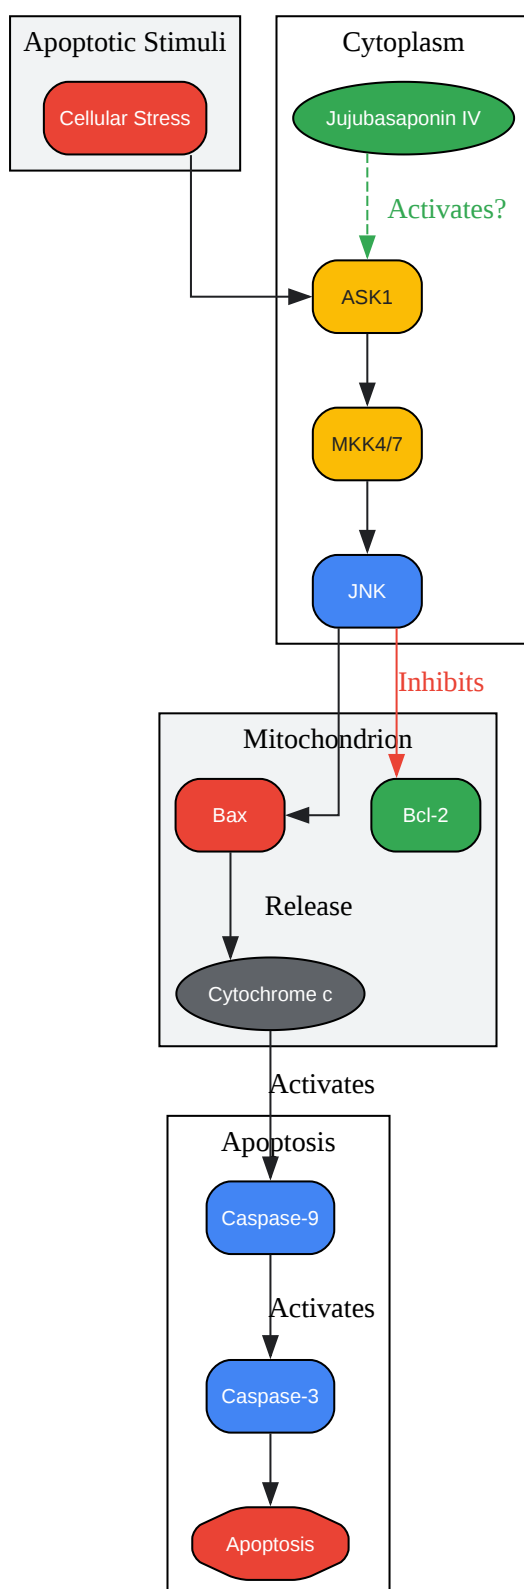 Apoptotic Stimuli
Cytoplasm
Cellular Stress
Jujubasaponin IV
Activates?
ASK1
MKK4/7
JNK
Inhibits
Mitochondrion
Bax
Bcl-2
Release
Cytochrome c
Activates
Apoptosis
Caspase-9
Activates
Caspase-3
Apoptosis